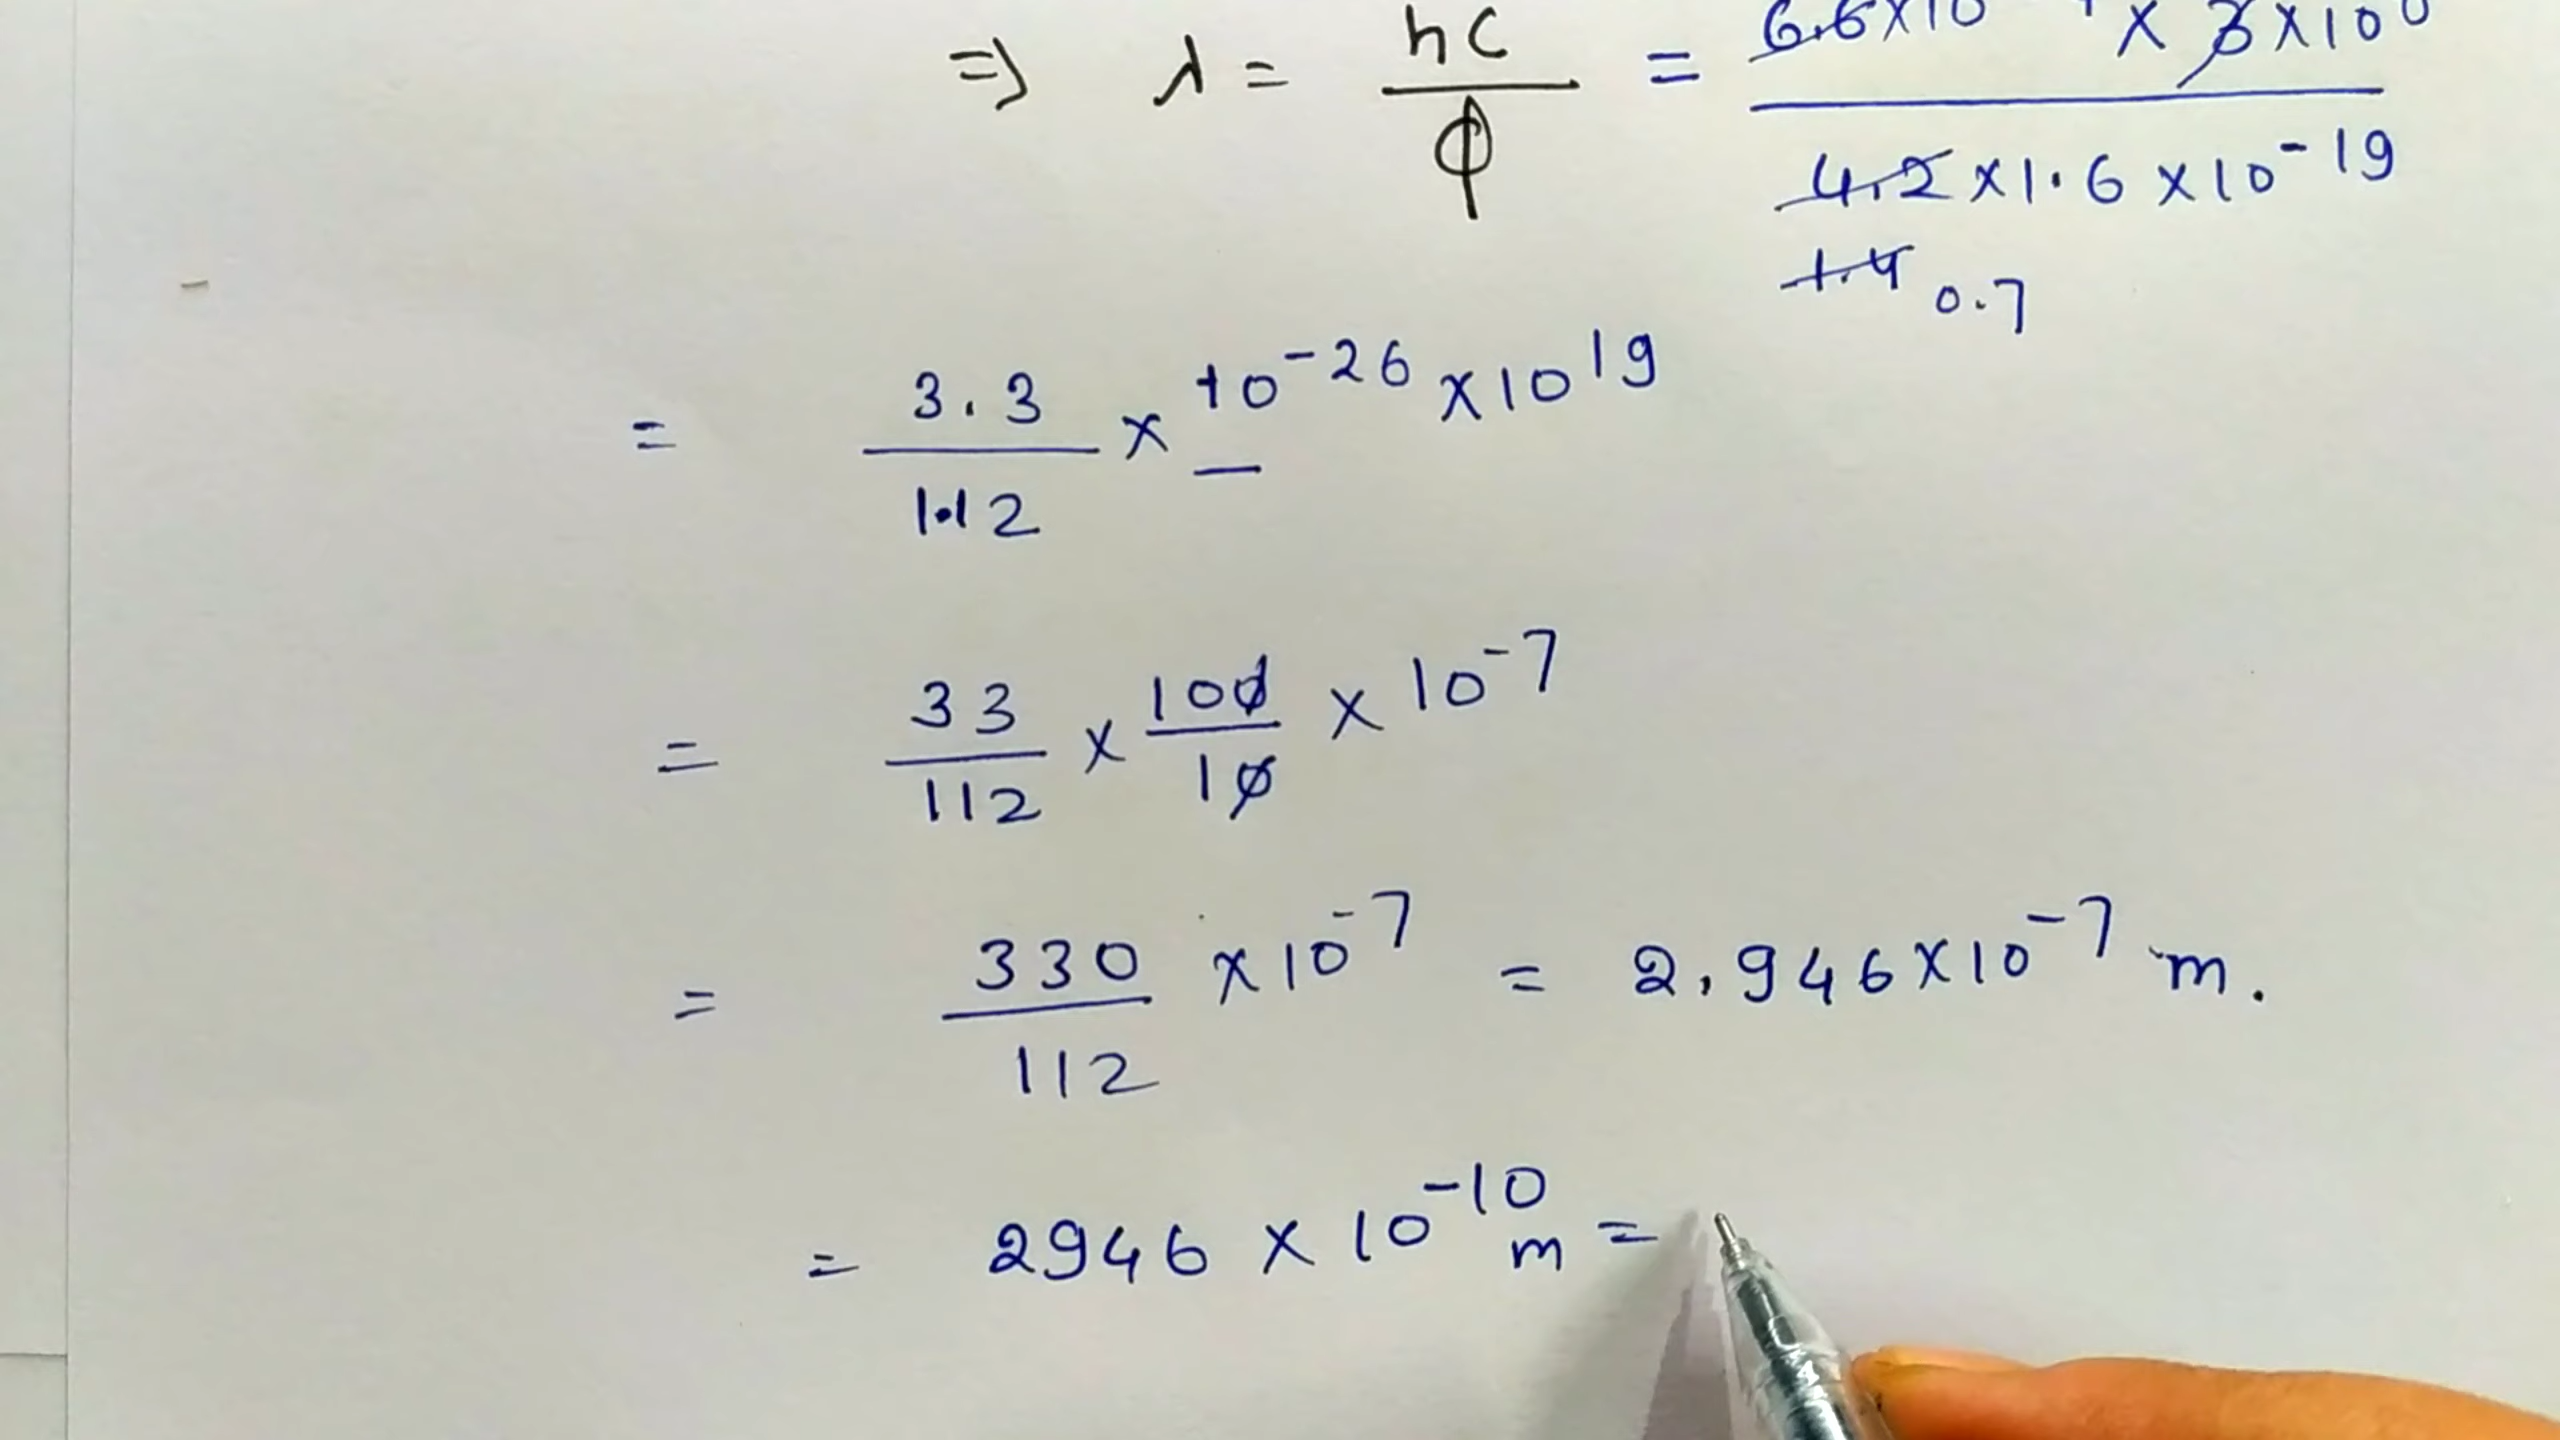 ⇒ λ = hc/ϕ = 6.6×10 × 3×10⁸ / 4.2×1.6×10⁻¹⁹
1.4 0.7
= 3.3/1.12 × 10⁻²⁶ × 10¹⁹
= 33/112 × 100/10 × 10⁻⁷
= 330/112 ×10⁻⁷ = 2.946×10⁻⁷ m.
= 2946 × 10⁻¹⁰ m =